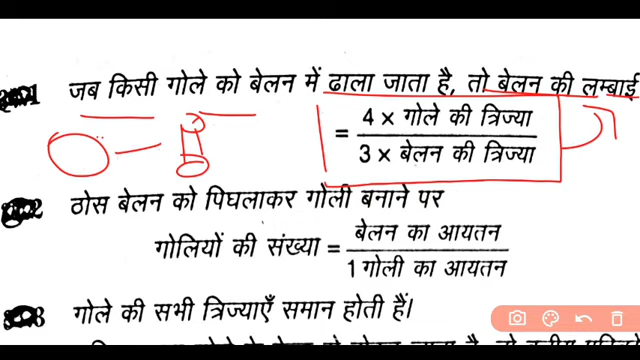 जब किसी गोले को बेलन में ढाला जाता है, तो बेलन की लम्बाई
= 4 × गोले की त्रिज्या
3 × बेलन की त्रिज्या
ठोस बेलन को पिघलाकर गोली बनाने पर
गोलियों की संख्या = बेलन का आयतन
1 गोली का आयतन
गोले की सभी त्रिज्याएँ समान होती हैं।